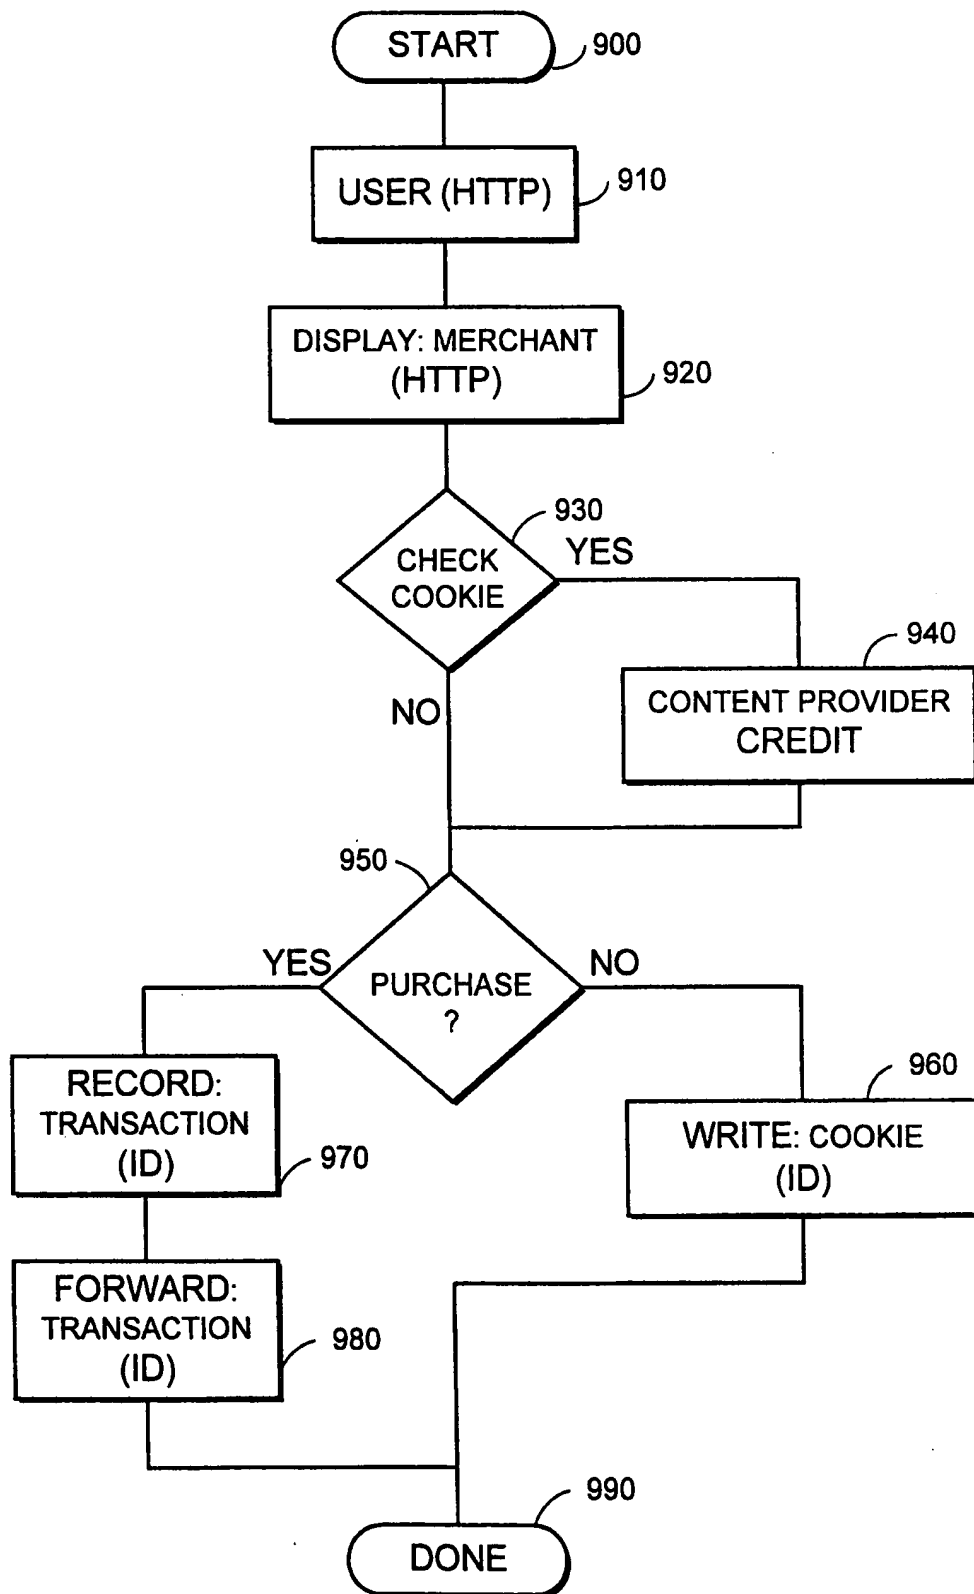 START
900
USER (HTTP)
910
DISPLAY: MERCHANT
(HTTP)
920
930
CHECK
COOKIE
YES
NO
940
CONTENT PROVIDER
CREDIT
950
YES
PURCHASE
?
NO
RECORD:
TRANSACTION
(ID)
970
960
WRITE: COOKIE
(ID)
FORWARD:
TRANSACTION
(ID)
980
990
DONE